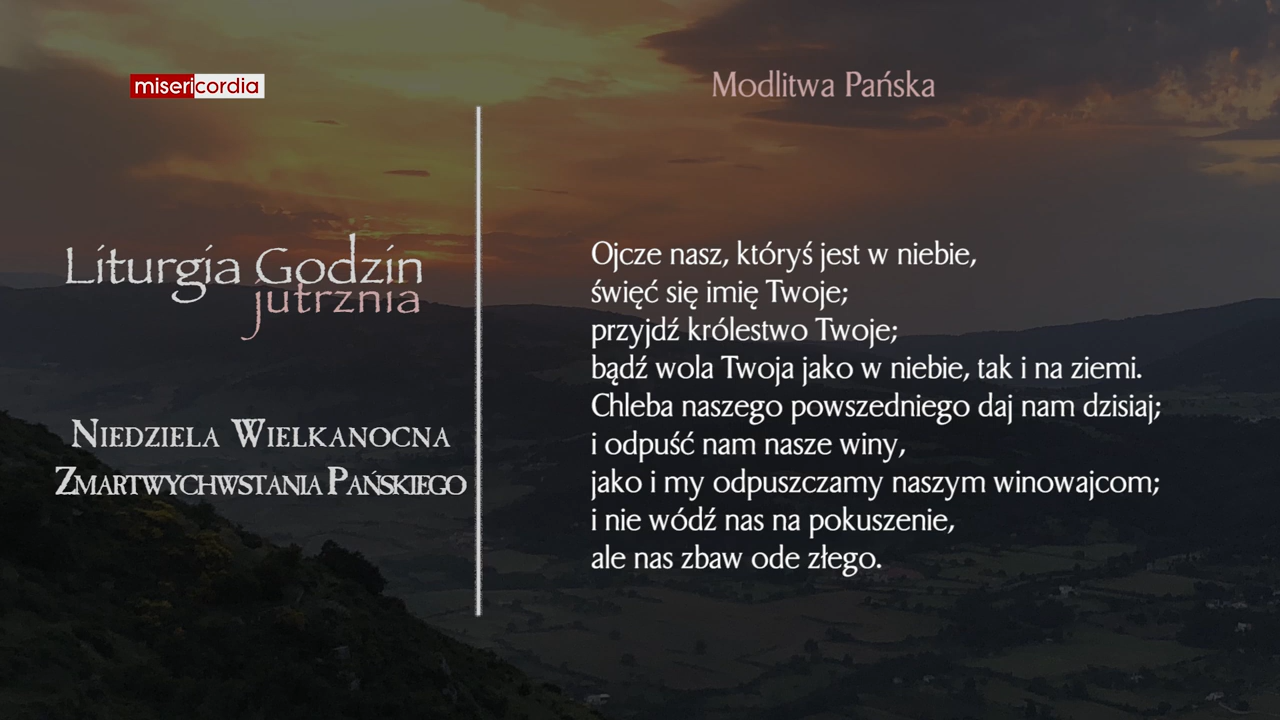 misericordia
Liturgia Godzin
jutrznia
Niedziela Wielkanocna
Zmartwychwstania Pańskiego
Modlitwa Pańska
Ojcze nasz, któryś jest w niebie,
święć się imię Twoje;
przyjdź królestwo Twoje;
bądź wola Twoja jako w niebie, tak i na ziemi.
Chleba naszego powszedniego daj nam dzisiaj;
i odpuść nam nasze winy,
jako i my odpuszczamy naszym winowajcom;
i nie wódź nas na pokuszenie,
ale nas zbaw ode złego.